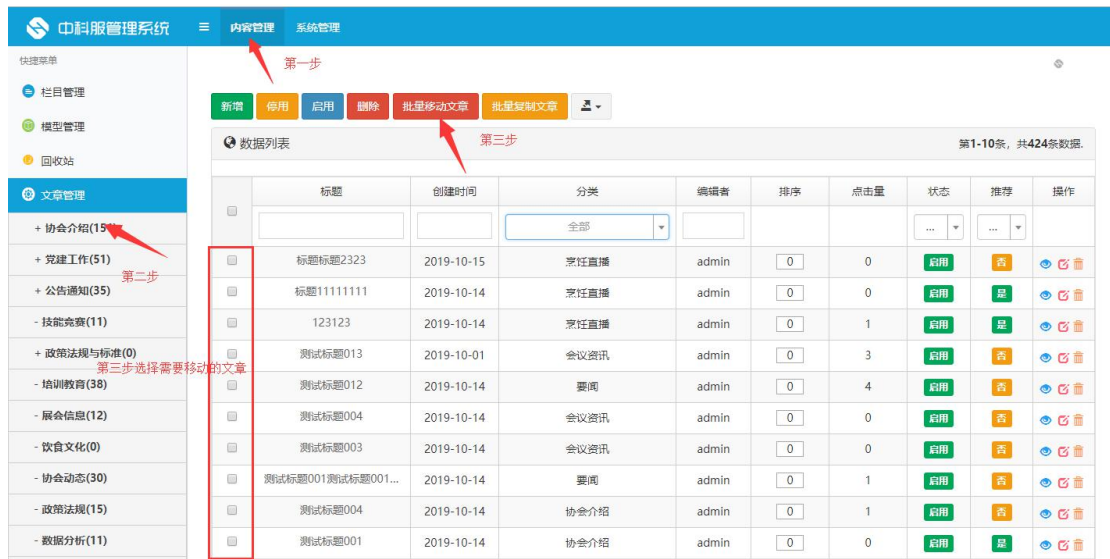 中科服管理系统 内容管理 系统管理
快捷菜单
第一步
栏目管理
新增 停用 启用 删除 批量移动文章 批量复制文章
模型管理
数据列表 第三步 第1-10条，共424条数据.
回收站
文章管理
标题 创建时间 分类 编辑者 排序 点击量 状态 推荐 操作
+ 协会介绍(15
全部 ... ...
+ 党建工作(51)
第二步
+ 公告通知(35)
- 技能竞赛(11)
+ 政策法规与标准(0)
第三步选择需要移动的文章
- 培训教育(38)
- 展会信息(12)
- 饮食文化(0)
- 协会动态(30)
- 政策法规(15)
- 数据分析(11)
标题标题2323 2019-10-15 烹饪直播 admin 0 0 启用 否
标题11111111 2019-10-14 烹饪直播 admin 0 0 启用 是
123123 2019-10-14 烹饪直播 admin 0 1 启用 是
测试标题013 2019-10-01 会议资讯 admin 0 3 启用 否
测试标题012 2019-10-14 要闻 admin 0 4 启用 否
测试标题004 2019-10-14 会议资讯 admin 0 0 启用 否
测试标题003 2019-10-14 会议资讯 admin 0 0 启用 否
测试标题001测试标题001... 2019-10-14 要闻 admin 0 1 启用 否
测试标题004 2019-10-14 协会介绍 admin 0 1 启用 否
测试标题001 2019-10-14 协会介绍 admin 0 0 启用 是